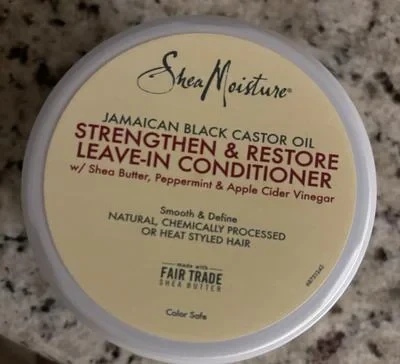 SheaMoisture®
JAMAICAN BLACK CASTOR OIL
STRENGTHEN & RESTORE
LEAVE-IN CONDITIONER
w/ Shea Butter, Peppermint & Apple Cider Vinegar
Smooth & Define
NATURAL, CHEMICALLY PROCESSED
OR HEAT STYLED HAIR
made with
FAIR TRADE
SHEA BUTTER
Color Safe